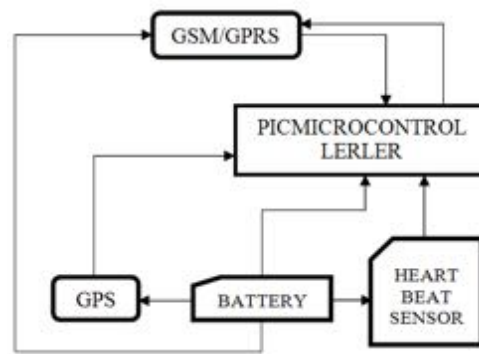 GSM/GPRS
PICMICROCONTROL
LERLER
GPS
BATTERY
HEART
BEAT
SENSOR